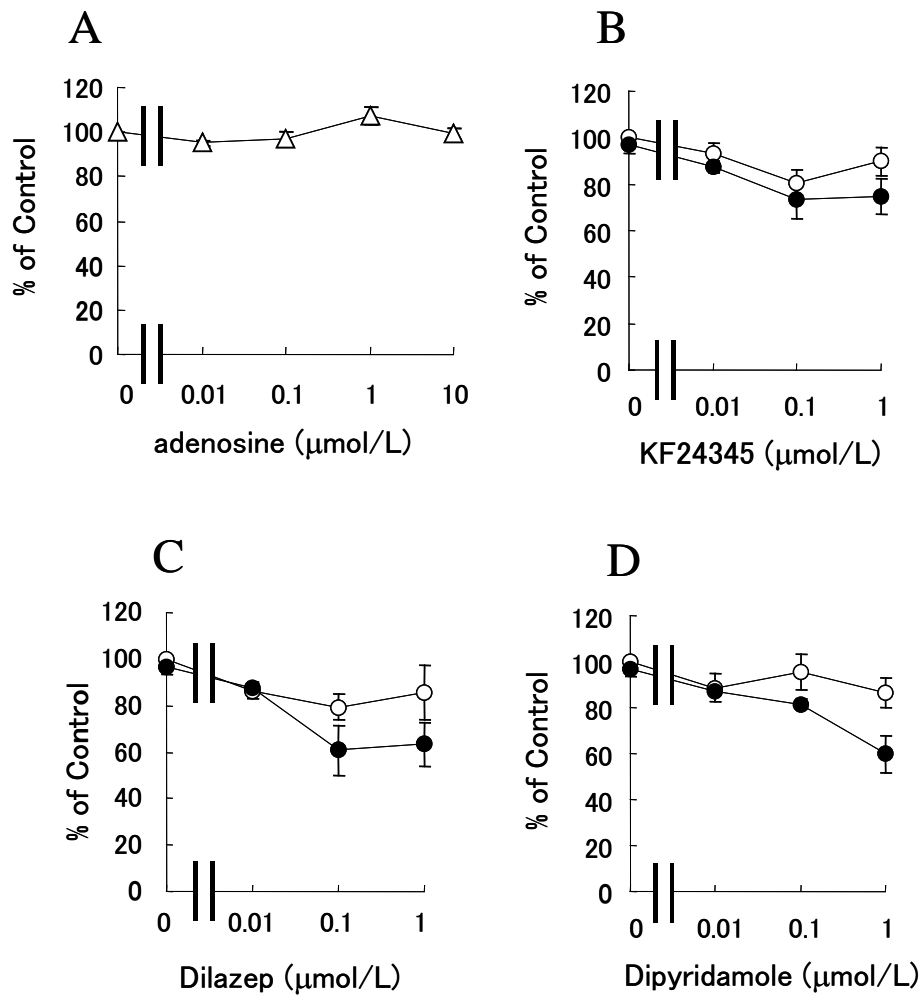 A
120
100
80
60
40
20
0
% of Control
0 0.01 0.1 1 10
adenosine (μmol/L)
B
120
100
80
60
40
20
0
% of Control
0 0.01 0.1 1
KF24345 (μmol/L)
C
120
100
80
60
40
20
0
% of Control
0 0.01 0.1 1
Dilazep (μmol/L)
D
120
100
80
60
40
20
0
% of Control
0 0.01 0.1 1
Dipyridamole (μmol/L)